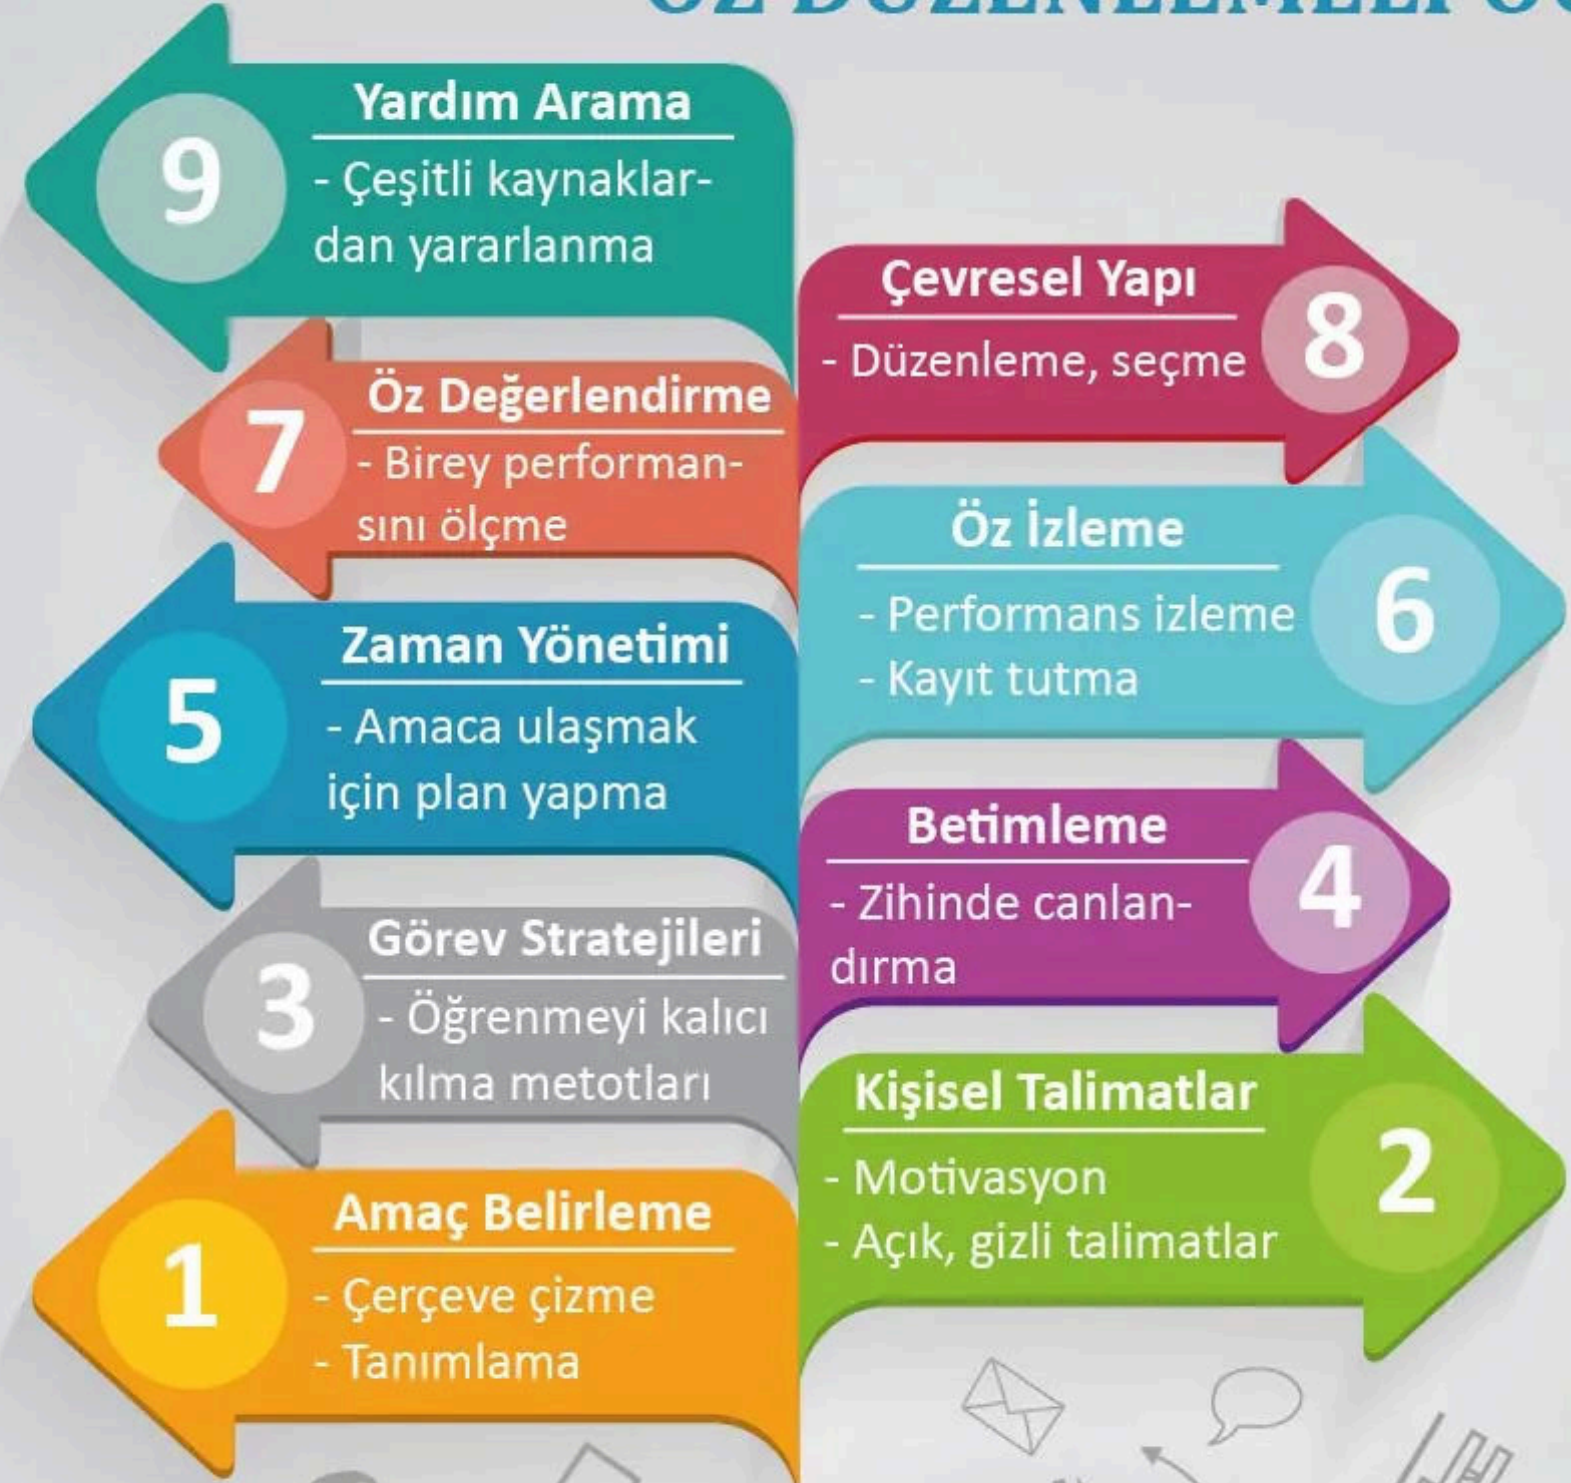 9
Yardım Arama
- Çeşitli kaynaklar-
dan yararlanma
Çevresel Yapı
- Düzenleme, seçme
8
7
Öz Değerlendirme
- Birey performan-
sını ölçme
Öz İzleme
- Performans izleme
- Kayıt tutma
6
5
Zaman Yönetimi
- Amaca ulaşmak
için plan yapma
Betimleme
- Zihinde canlan-
dırma
4
3
Görev Stratejileri
- Öğrenmeyi kalıcı
kılma metotları
Kişisel Talimatlar
- Motivasyon
- Açık, gizli talimatlar
2
1
Amaç Belirleme
- Çerçeve çizme
- Tanımlama